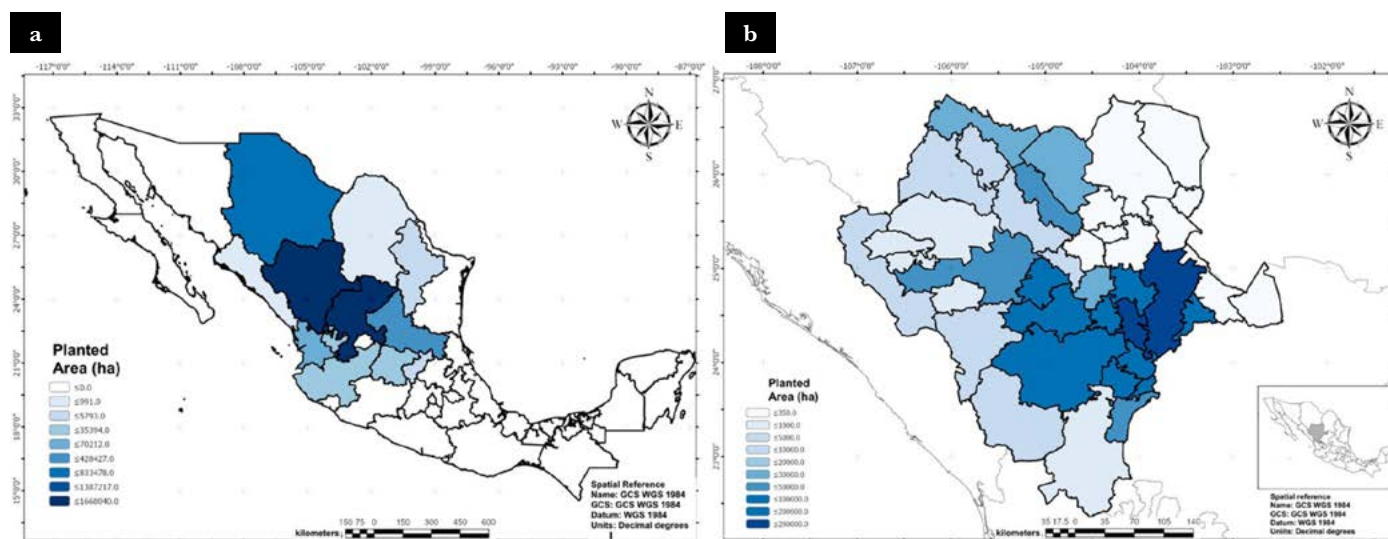 a
-117°0'0 -114°0'0 -111°0'0 -108°0'0 -105°0'0 -102°0'0 -99°0'0 -87°0'0
33°0'0
30°0'0
27°0'0
24°0'0
21°0'0
18°0'0
15°0'0
N
W E
S
Planted
Area (ha)
≤0.0
≤991.0
≤5793.0
≤35394.0
≤70212.0
≤428427.0
≤833478.0
≤1387217.0
≤1668040.0
Spatial Reference
Name: GCS WGS 1984
GCS: GCS WGS 1984
Datum: WGS 1984
Units: Decimal degrees
kilometers
150 75 0 150 300 450 600
b
-108°0'0 -107°0'0 -106°0'0 -105°0'0 -104°0'0 -103°0'0 -102°0'0
27°0'0
26°0'0
25°0'0
24°0'0
23°0'0
N
W E
S
Planted
Area (ha)
≤350.0
≤5000.0
≤10000.0
≤20000.0
≤30000.0
≤50000.0
≤100000.0
≤200000.0
Spatial reference
Name: GCS WGS 1984
GCS: GCS WGS 1984
Datum: WGS 1984
Units: Decimal degrees
kilometers
35 17.5 0 35 70 105 140